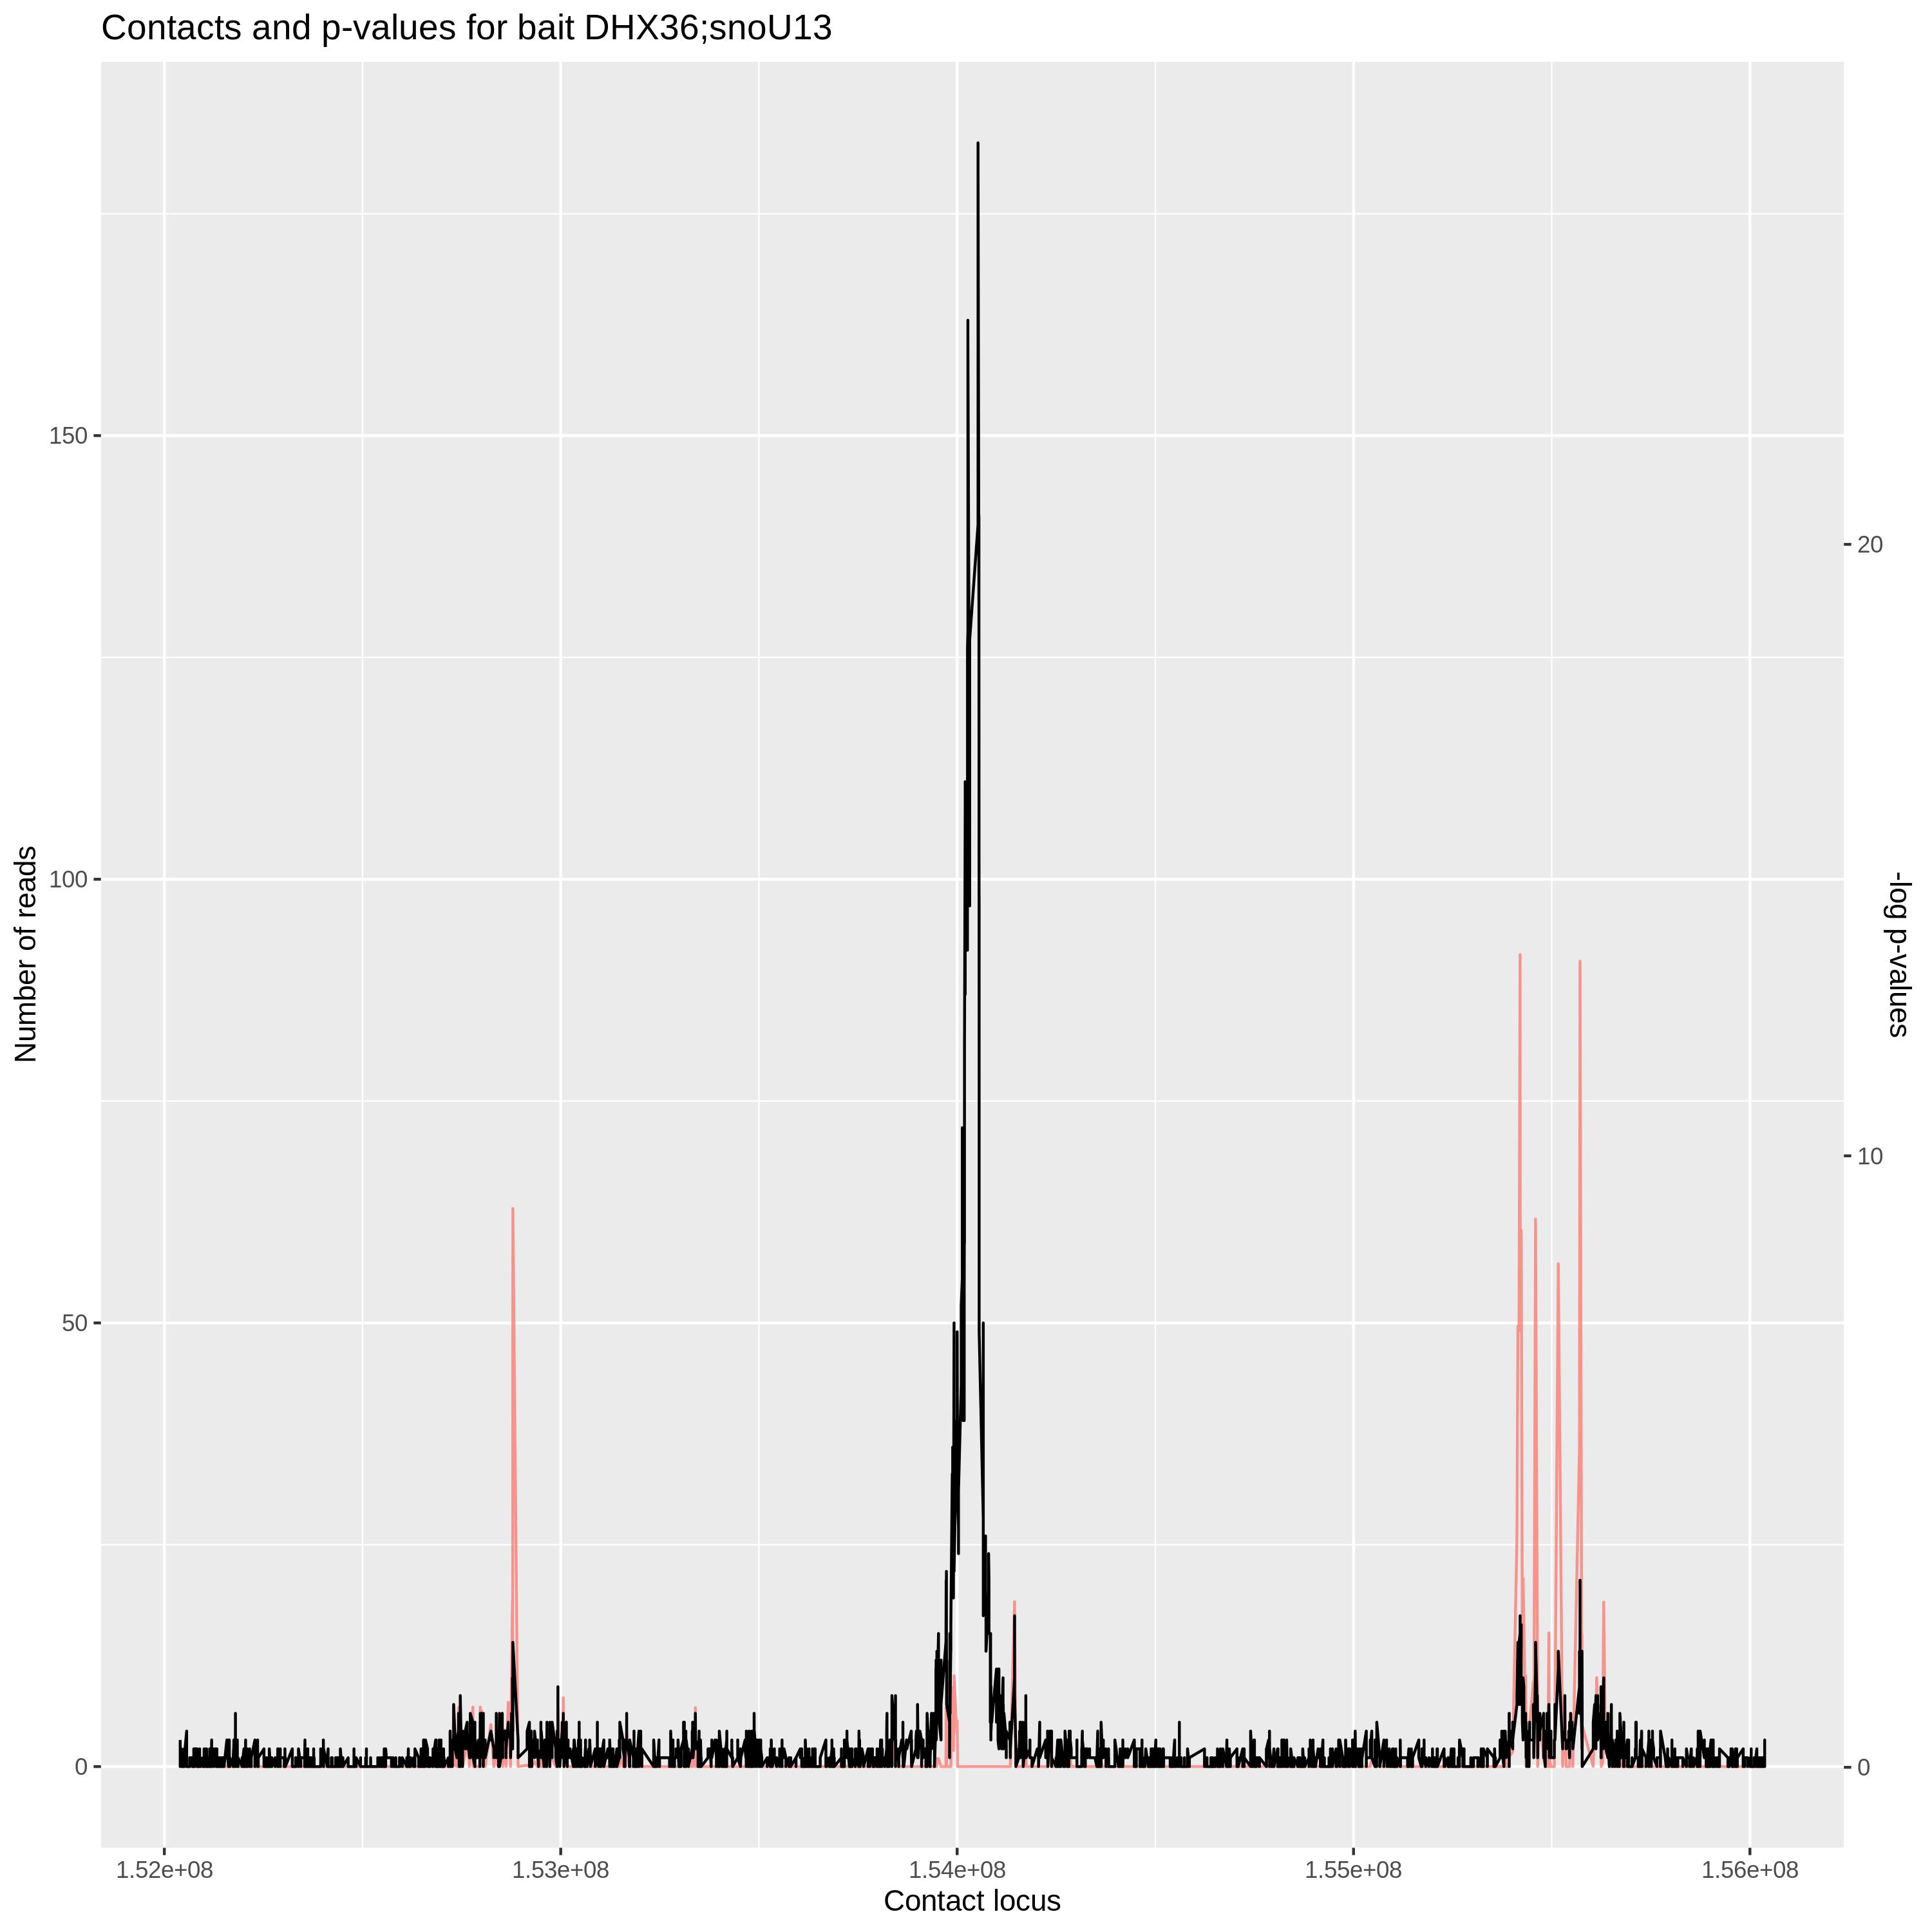 Contacts and p-values for bait DHX36;snoU13
150
100
50
0
Number of reads
20
10
0
-log p-values
1.52e+08 1.53e+08 1.54e+08 1.55e+08 1.56e+08
Contact locus